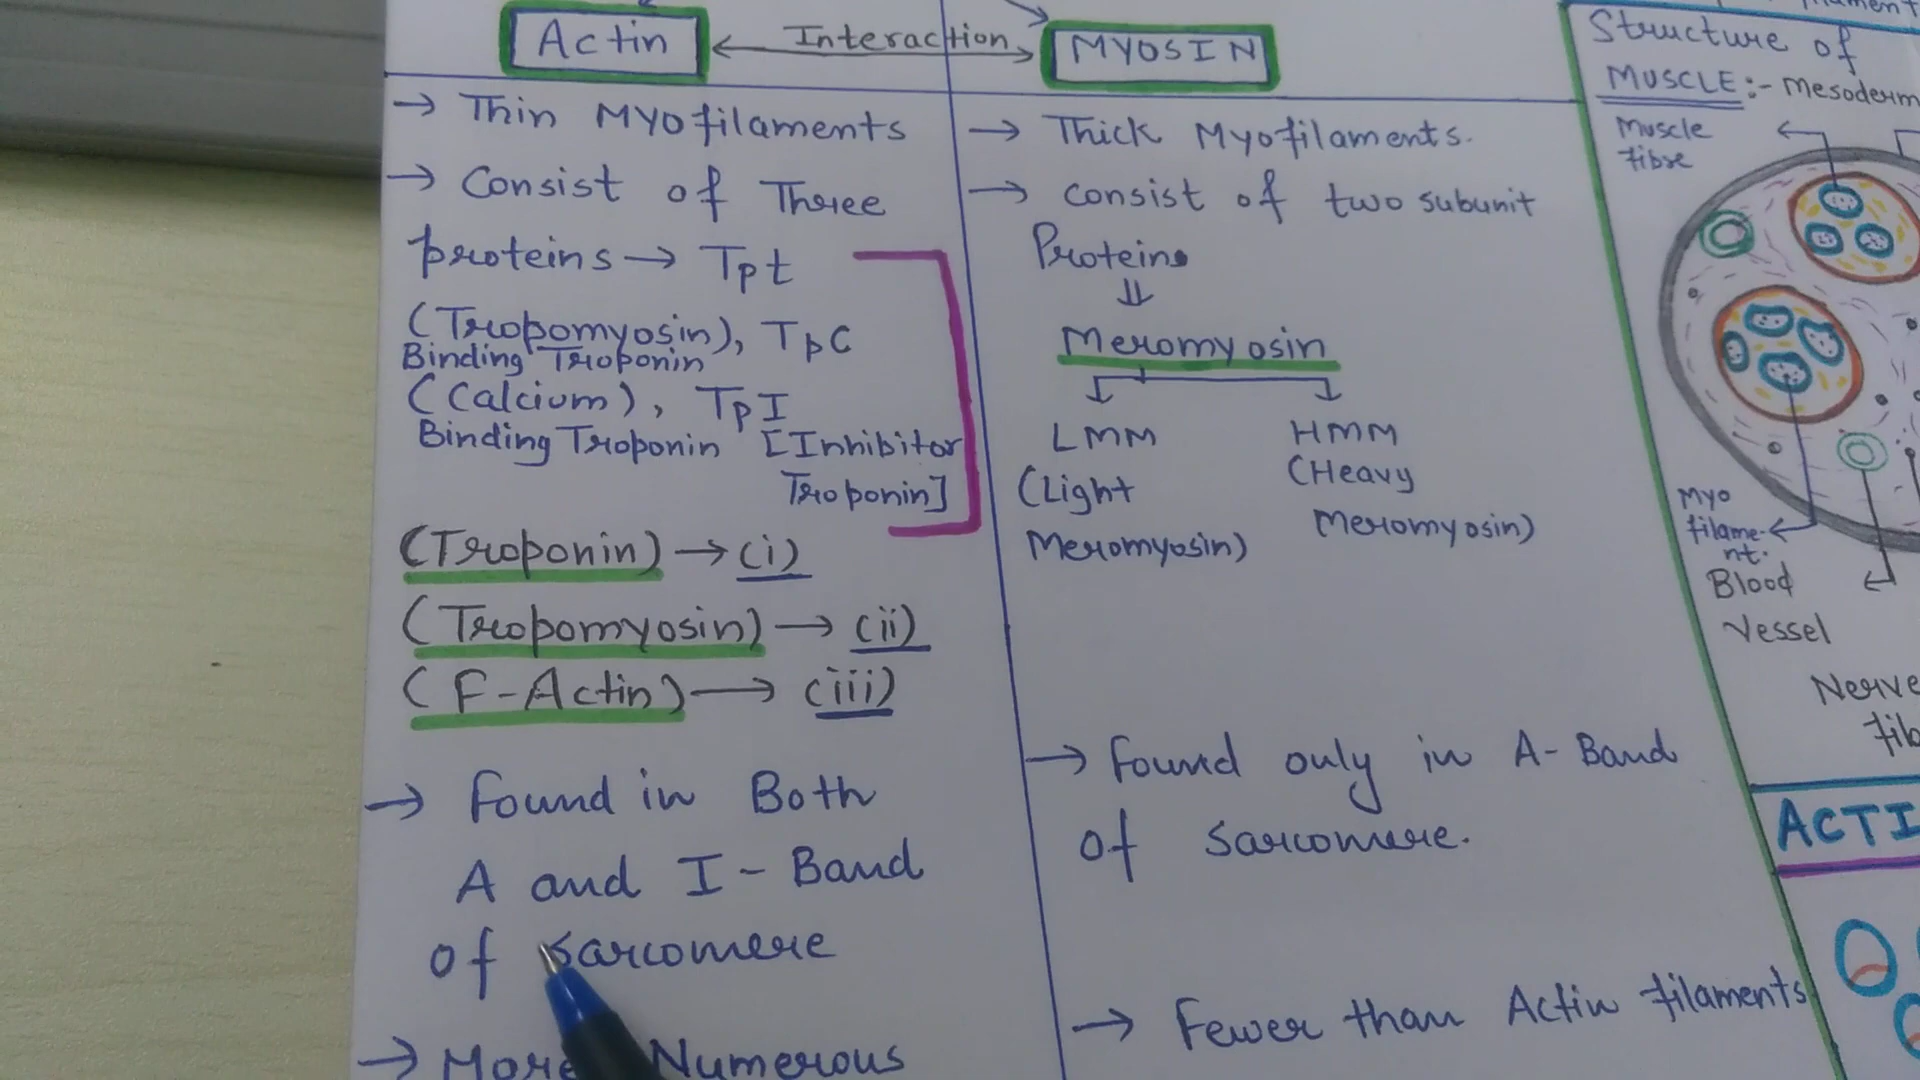 Actin
Interaction
MYOSIN
→ Thin Myofilaments
→ Consist of Three
proteins → Tpt
(Tropomyosin), TpC
Binding Troponin
(Calcium), TpI
Binding Troponin [Inhibitor
Troponin]
(Troponin) → (i)
(Tropomyosin) → (ii)
(F-Actin) → (iii)
→ Found in Both
A and I-Band
of Sarcomere
→ More Numerous
→ Thick Myofilaments.
→ consist of two subunit
Proteins
⇓
Meromyosin
LMM
(Light
Meromyosin)
HMM
(Heavy
Meromyosin)
→ Found only in A-Band
of Sarcomere.
→ Fewer than Actin filaments
Structure of
MUSCLE:- Mesoderm
Muscle
fibre
Myo
filame-
nt.
Blood
Vessel
Nerve
fib
ACTI